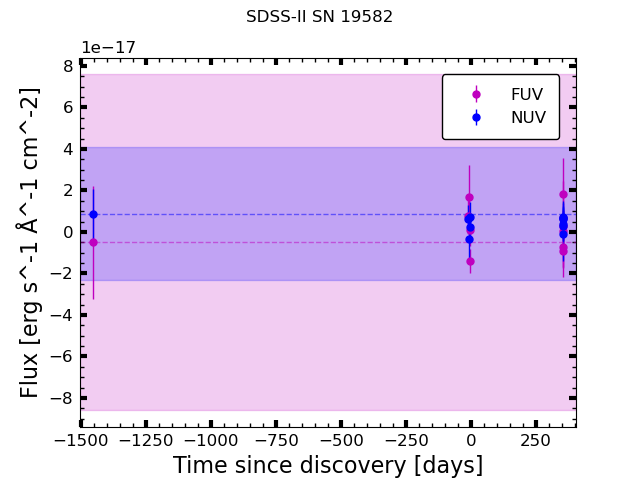 SDSS-II SN 19582
1e−17
8
6
4
2
0
−2
−4
−6
−8
Flux [erg s^-1 Å^-1 cm^-2]
FUV
NUV
−1500 −1250 −1000 −750 −500 −250 0 250
Time since discovery [days]